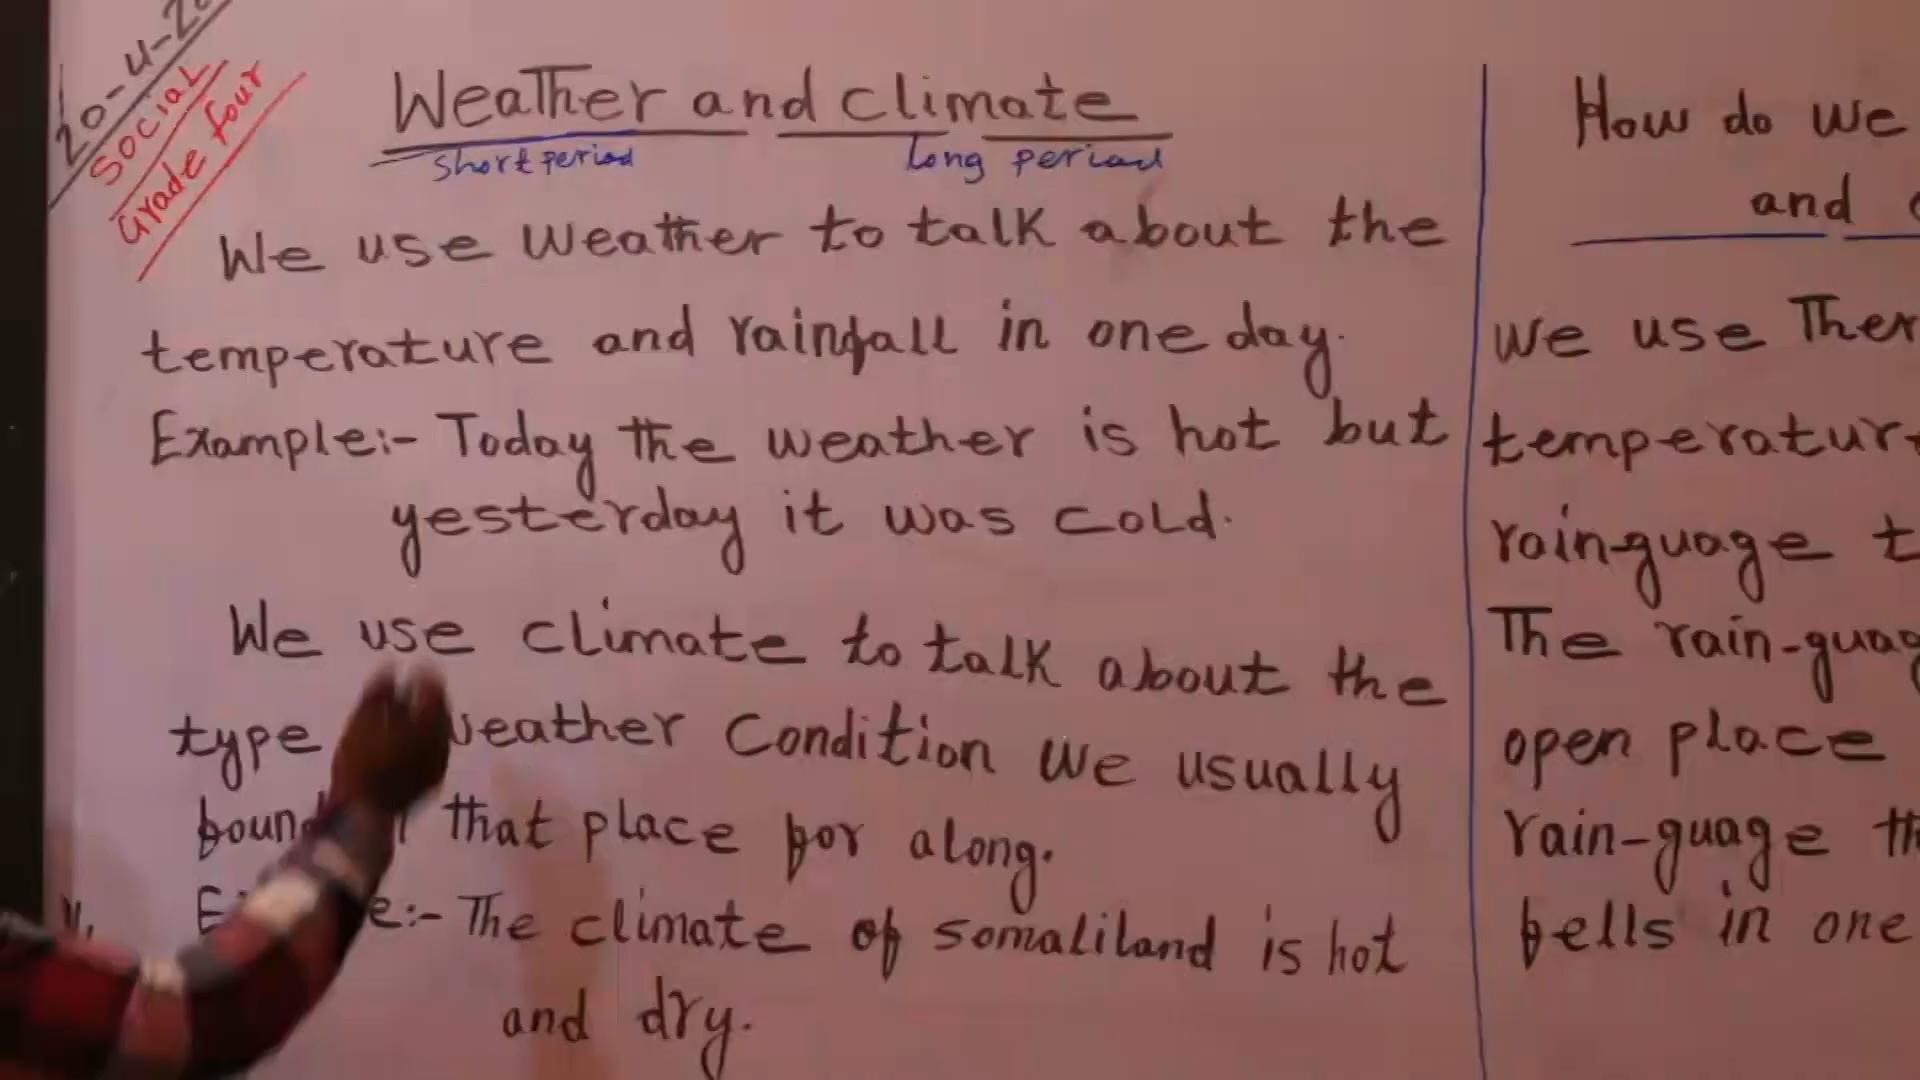 20-4-20
SOCIAL
Grade four
Weather and climate
short period
Long period
We use weather to talk about the
temperature and rainfall in one day.
Example:- Today the weather is hot but
yesterday it was cold.
We use climate to talk about the
type weather Condition we usually
that place for along.
:- The climate of somaliland is hot
and dry.
How do we
and
We use Ther
temperatur
rain-guage t
The rain-guag
open place
rain-guage th
fells in one